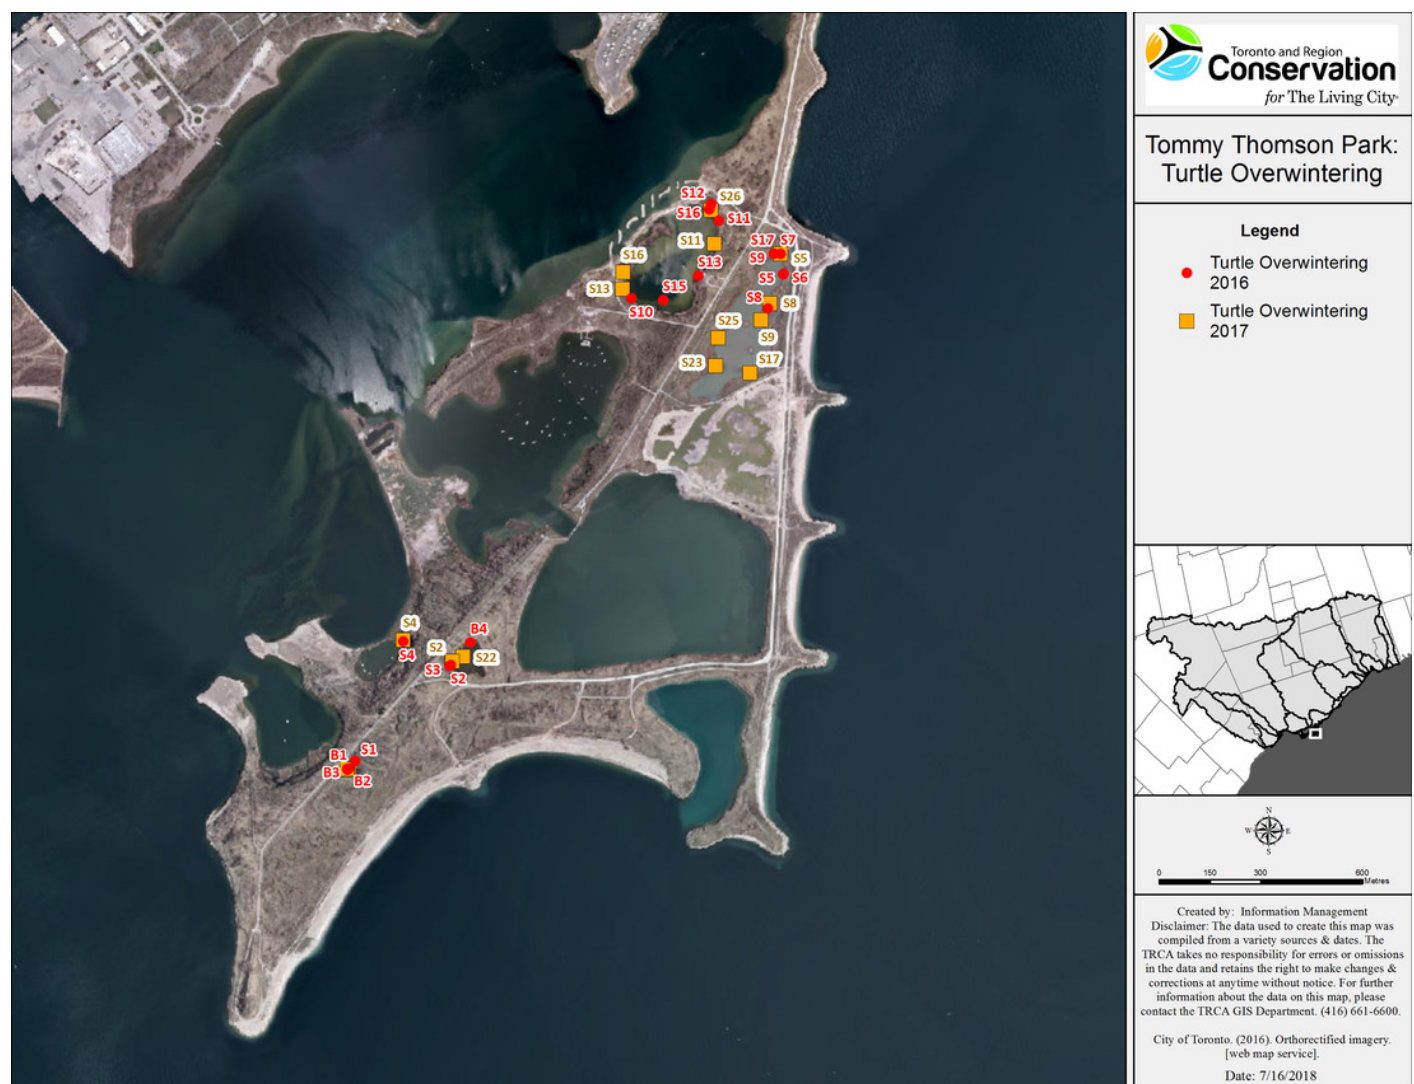 Toronto and Region
Conservation
for The Living City
Tommy Thomson Park:
Turtle Overwintering
Legend
Turtle Overwintering
2016
Turtle Overwintering
2017
S12
S26
S16
S11
S11
S17
S7
S9
S5
S16
S13
S5
S6
S13
S15
S10
S8
S8
S25
S9
S23
S17
S4
S4
B4
S2
S22
S3
S2
B1
S1
B3
B2
N
W
E
S
0
150
300
600
Metres
Created by: Information Management
Disclaimer: The data used to create this map was
compiled from a variety sources & dates. The
TRCA takes no responsibility for errors or omissions
in the data and retains the right to make changes &
corrections at anytime without notice. For further
information about the data on this map, please
contact the TRCA GIS Department. (416) 661-6600.
City of Toronto. (2016). Orthorectified imagery.
[web map service].
Date: 7/16/2018